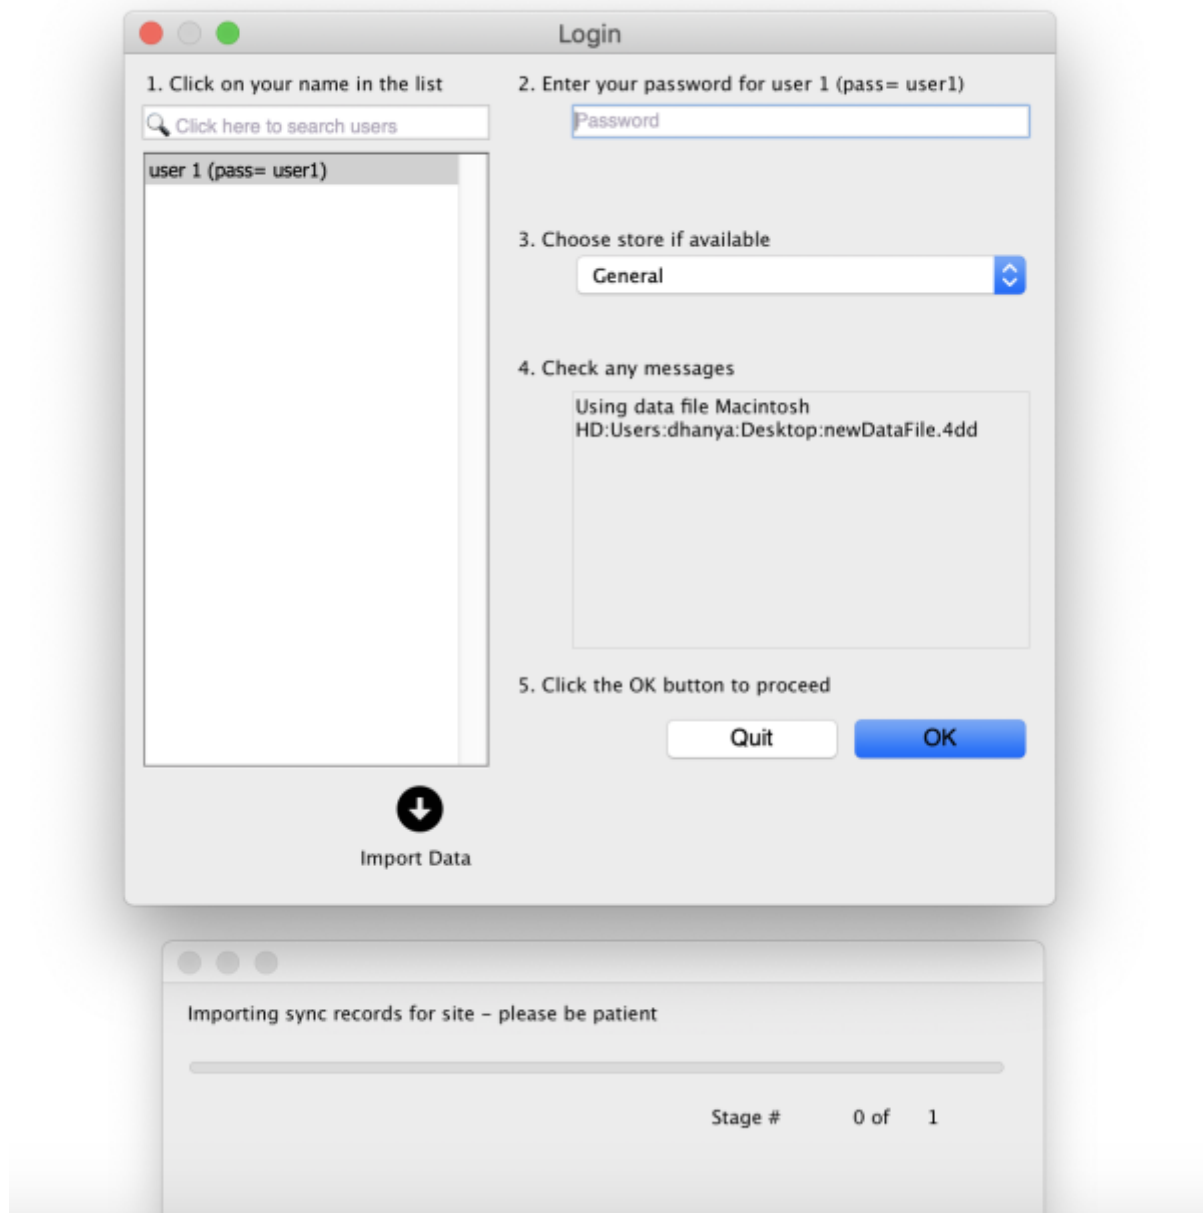 Login
1. Click on your name in the list
Click here to search users
user 1 (pass= user1)
Import Data
2. Enter your password for user 1 (pass= user1)
Password
3. Choose store if available
General
4. Check any messages
Using data file Macintosh
HD:Users:dhanya:Desktop:newDataFile.4dd
5. Click the OK button to proceed
Quit
OK
Importing sync records for site – please be patient
Stage # 0 of 1